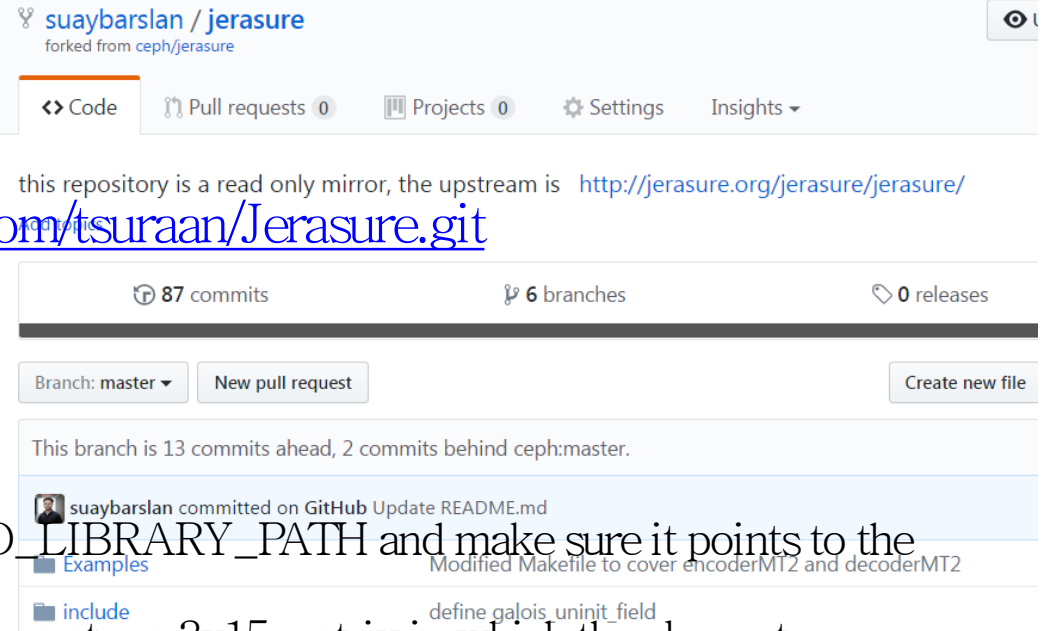 suaybarslan / jerasure
forked from ceph/jerasure
Code Pull requests 0 Projects 0 Settings Insights
this repository is a read only mirror, the upstream is http://jerasure.org/jerasure/jerasure/
Add topics
om/tsuraan/Jerasure.git
87 commits 6 branches 0 releases
Branch: master New pull request Create new file
This branch is 13 commits ahead, 2 commits behind ceph:master.
suaybarslan committed on GitHub Update README.md
D_LIBRARY_PATH and make sure it points to the
Examples Modified Makefile to cover encoderMT2 and decoderMT2
include define galois_uninit_field